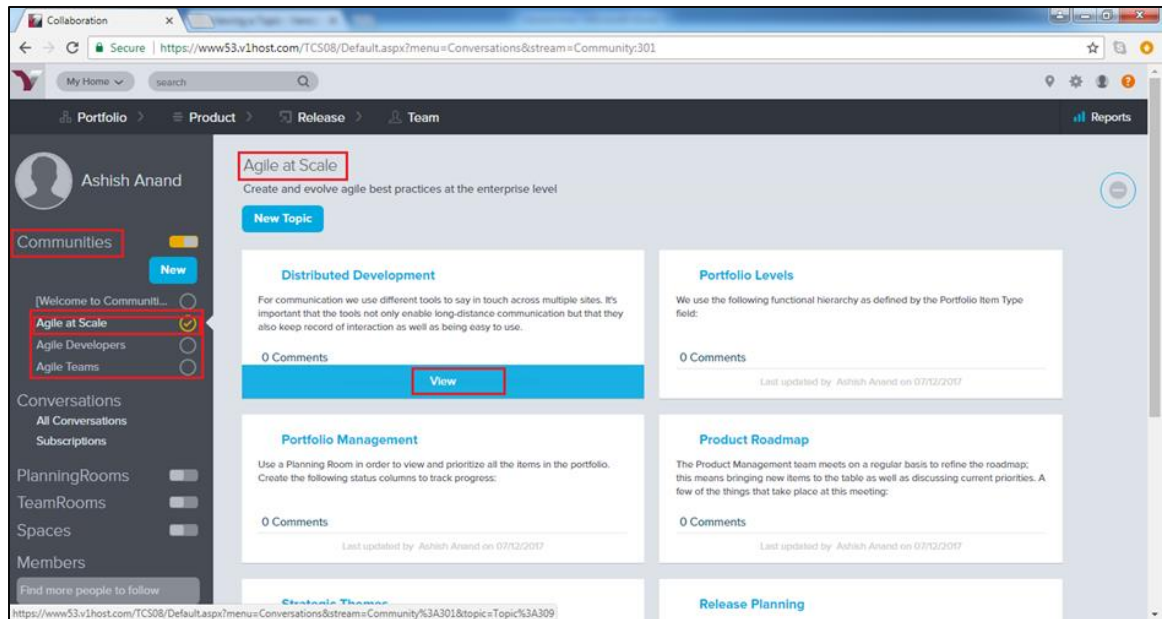 Collaboration
Secure | https://www53.v1host.com/TCS08/Default.aspx?menu=Conversations&stream=Community:301
My Home
search
Portfolio
Product
Release
Team
Reports
Ashish Anand
Communities
New
[Welcome to Communiti...
Agile at Scale
Agile Developers
Agile Teams
Conversations
All Conversations
Subscriptions
PlanningRooms
TeamRooms
Spaces
Members
Find more people to follow
Agile at Scale
Create and evolve agile best practices at the enterprise level
New Topic
Distributed Development
For communication we use different tools to say in touch across multiple sites. It's
important that the tools not only enable long-distance communication but that they
also keep record of interaction as well as being easy to use.
0 Comments
View
Portfolio Levels
We use the following functional hierarchy as defined by the Portfolio Item Type
field:
0 Comments
Last updated by Ashish Anand on 07/12/2017
Portfolio Management
Use a Planning Room in order to view and prioritize all the items in the portfolio.
Create the following status columns to track progress:
0 Comments
Last updated by Ashish Anand on 07/12/2017
Product Roadmap
The Product Management team meets on a regular basis to refine the roadmap;
this means bringing new items to the table as well as discussing current priorities. A
few of the things that take place at this meeting:
0 Comments
Last updated by Ashish Anand on 07/12/2017
Strategic Themes
Release Planning
https://www53.v1host.com/TCS08/Default.aspx?menu=Conversations&stream=Community%3A301&topic=Topic%3A309